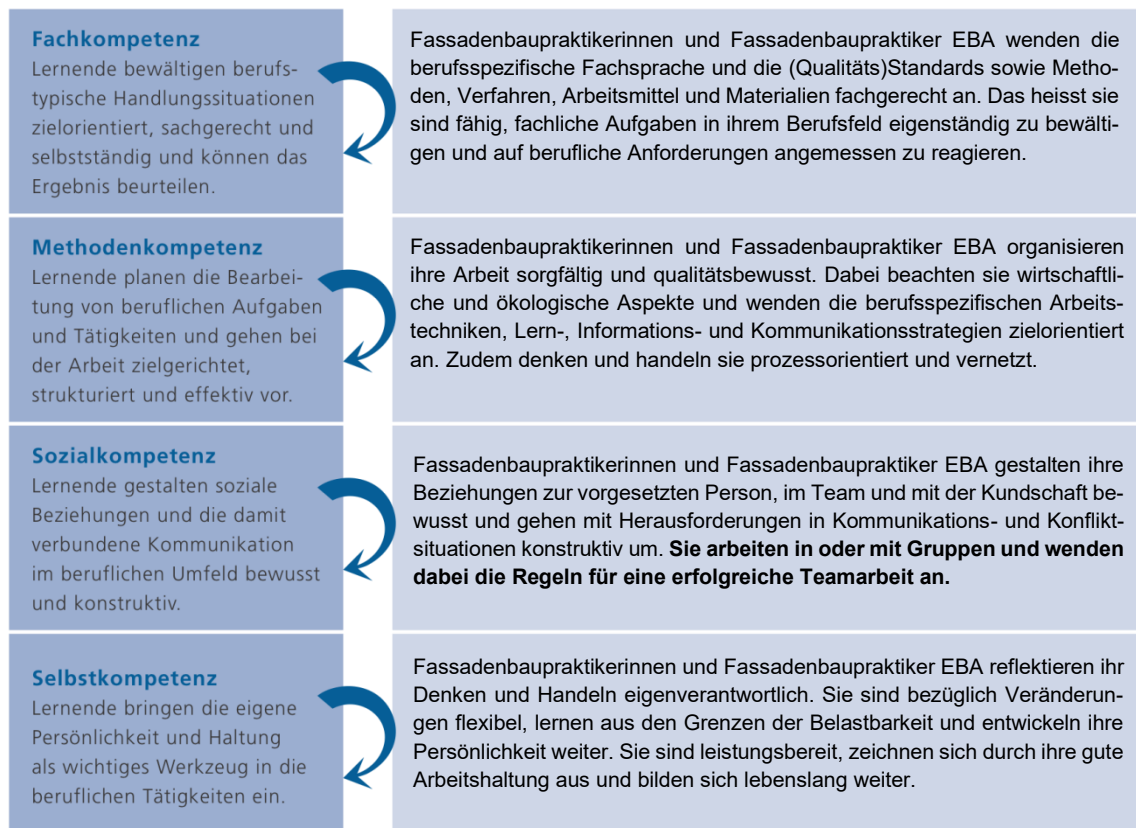 Fachkompetenz
Lernende bewältigen berufs-
typische Handlungssituationen
zielorientiert, sachgerecht und
selbstständig und können das
Ergebnis beurteilen.
Fassadenbaupraktikerinnen und Fassadenbaupraktiker EBA wenden die
berufsspezifische Fachsprache und die (Qualitäts)Standards sowie Metho-
den, Verfahren, Arbeitsmittel und Materialien fachgerecht an. Das heisst sie
sind fähig, fachliche Aufgaben in ihrem Berufsfeld eigenständig zu bewälti-
gen und auf berufliche Anforderungen angemessen zu reagieren.
Methodenkompetenz
Lernende planen die Bearbei-
tung von beruflichen Aufgaben
und Tätigkeiten und gehen bei
der Arbeit zielgerichtet,
strukturiert und effektiv vor.
Fassadenbaupraktikerinnen und Fassadenbaupraktiker EBA organisieren
ihre Arbeit sorgfältig und qualitätsbewusst. Dabei beachten sie wirtschaftli-
che und ökologische Aspekte und wenden die berufsspezifischen Arbeits-
techniken, Lern-, Informations- und Kommunikationsstrategien zielorientiert
an. Zudem denken und handeln sie prozessorientiert und vernetzt.
Sozialkompetenz
Lernende gestalten soziale
Beziehungen und die damit
verbundene Kommunikation
im beruflichen Umfeld bewusst
und konstruktiv.
Fassadenbaupraktikerinnen und Fassadenbaupraktiker EBA gestalten ihre
Beziehungen zur vorgesetzten Person, im Team und mit der Kundschaft be-
wusst und gehen mit Herausforderungen in Kommunikations- und Konflikt-
situationen konstruktiv um. Sie arbeiten in oder mit Gruppen und wenden
dabei die Regeln für eine erfolgreiche Teamarbeit an.
Selbstkompetenz
Lernende bringen die eigene
Persönlichkeit und Haltung
als wichtiges Werkzeug in die
beruflichen Tätigkeiten ein.
Fassadenbaupraktikerinnen und Fassadenbaupraktiker EBA reflektieren ihr
Denken und Handeln eigenverantwortlich. Sie sind bezüglich Veränderun-
gen flexibel, lernen aus den Grenzen der Belastbarkeit und entwickeln ihre
Persönlichkeit weiter. Sie sind leistungsbereit, zeichnen sich durch ihre gute
Arbeitshaltung aus und bilden sich lebenslang weiter.